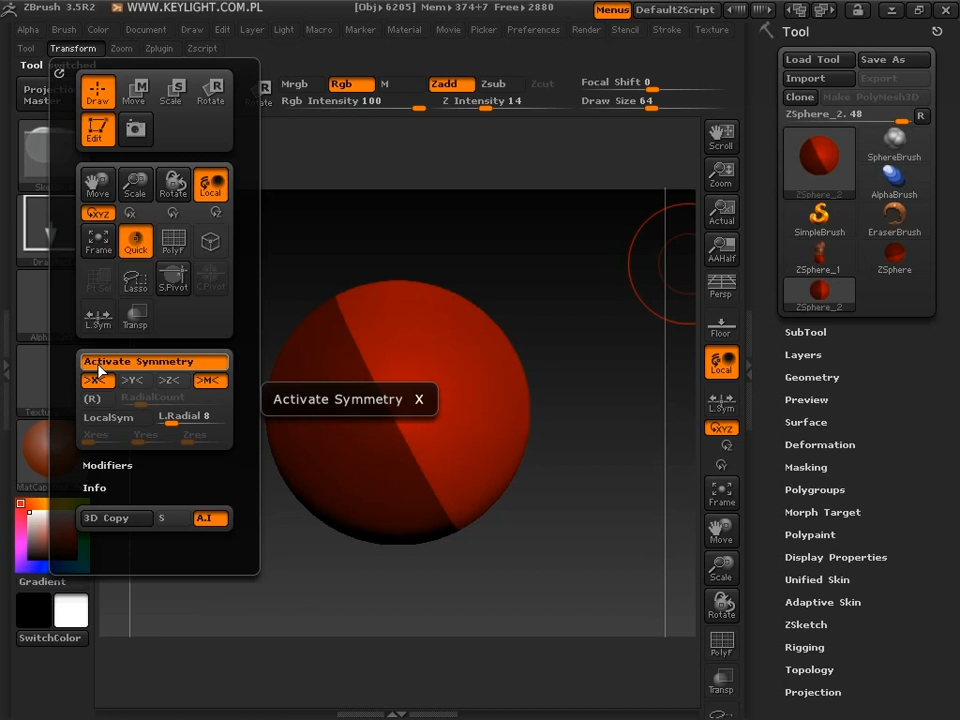 ZBrush 3.5R2 WWW.KEYLIGHT.COM.PL [Obj▸6205] Mem▸374+7 Free▸2880 Menus DefaultZScript
Alpha Brush Color Document Draw Edit Layer Light Macro Marker Material Movie Picker Preferences Render Stencil Stroke Texture
Tool Transform Zoom Zplugin Zscript
Tool
Tool switched
Load Tool Save As
Import Export
Clone Make PolyMesh3D
ZSphere_2. 48 R
Mrgb Rgb M Zadd Zsub Zcut Focal Shift 0
Rgb Intensity 100 Z Intensity 14 Draw Size 64
Draw Move Scale Rotate
Edit
Move Scale Rotate Local
XYZ
Frame Quick PolyF
Pt Sel Lasso S.Pivot C.Pivot
L.Sym Transp
Activate Symmetry
>X< >Y< >Z< >M<
(R) RadialCount
LocalSym L.Radial 8
Xres Yres Zres
Modifiers
Info
3D Copy S A.I
Gradient
SwitchColor
Activate Symmetry X
Scroll
Zoom
Actual
AAHalf
Persp
Floor
Local
L.Sym
XYZ
Frame
Move
Scale
Rotate
PolyF
Transp
ZSphere_2 SphereBrush
AlphaBrush
SimpleBrush EraserBrush
ZSphere_1 ZSphere
ZSphere_2
SubTool
Layers
Geometry
Preview
Surface
Deformation
Masking
Polygroups
Morph Target
Polypaint
Display Properties
Unified Skin
Adaptive Skin
ZSketch
Rigging
Topology
Projection